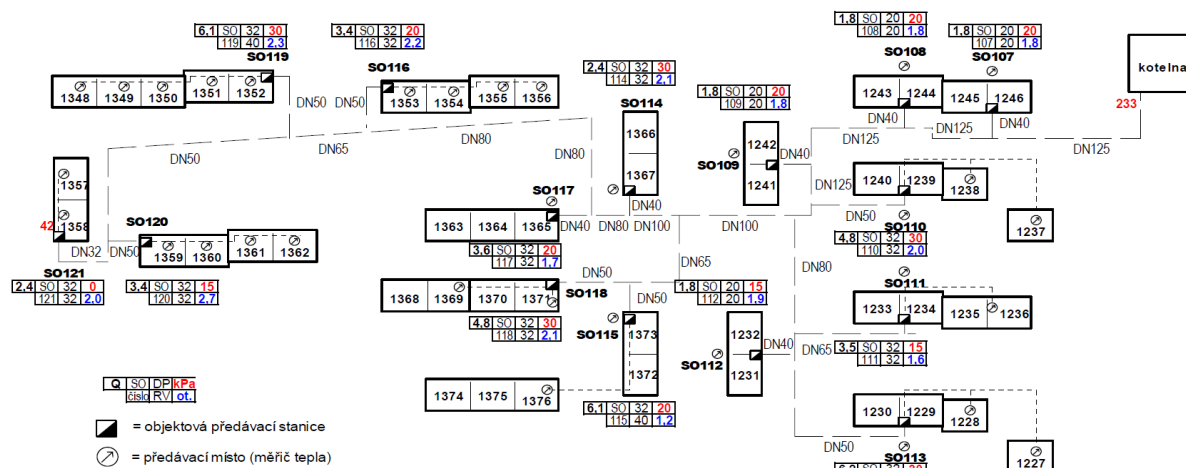 6,1 SO 32 30
119 40 2,3
SO119
3,4 SO 32 20
116 32 2,2
SO116
1,8 SO 20 20
108 20 1,8
SO108
1,8 SO 20 20
107 20 1,8
SO107
kotelna
233
2,4 SO 32 30
114 32 2,1
SO114
1,8 SO 20 20
109 20 1,8
SO109
1348 1349 1350 1351 1352
DN50
DN50
1353 1354 1355 1356
1243 1244
1245 1246
DN40
DN40
DN125
DN125
DN125
1366
1367
DN40
1242
1241
DN40
DN50
DN65
DN80
DN80
DN125
1357
1358
42
DN32
SO121
2,4 SO 32 0
121 32 2,0
SO120
DN50
1359 1360 1361 1362
3,4 SO 32 15
120 32 2,7
SO117
1363 1364 1365
DN40
DN80
DN100
DN100
3,6 SO 32 20
117 32 1,7
1240 1239
1238
1237
DN50
SO110
4,8 SO 32 30
110 32 2,0
DN65
DN80
DN50
1368 1369 1370 1371
SO118
4,8 SO 32 30
118 32 2,1
DN50
SO115
1373
1372
1,8 SO 20 15
112 20 1,9
SO112
1232
1231
DN40
SO111
1233 1234
1235 1236
DN65
3,5 SO 32 15
111 32 1,6
1374 1375 1376
6,1 SO 32 20
115 40 1,2
1230 1229
1228
1227
DN50
SO113
Q SO DP kPa
číslo RV ot.
= objektová předávací stanice
= předávací místo (měřič tepla)